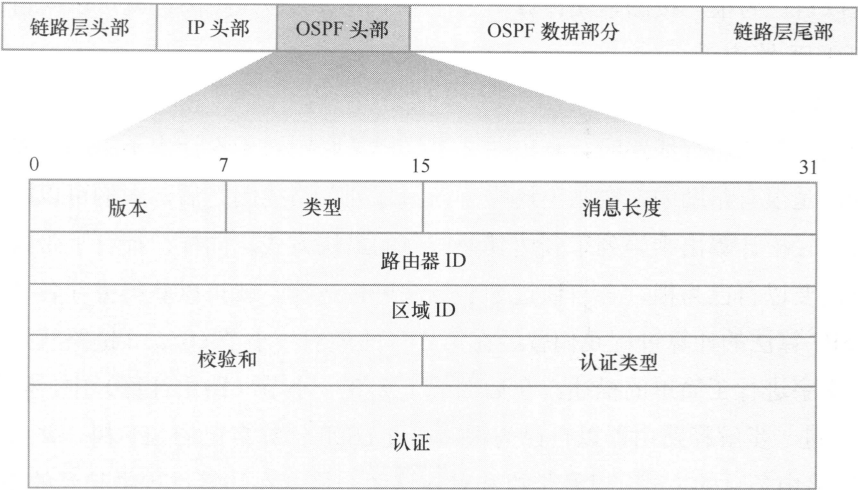 链路层头部 IP 头部 OSPF 头部 OSPF 数据部分 链路层尾部
0 7 15 31
版本 类型 消息长度
路由器 ID
区域 ID
校验和 认证类型
认证